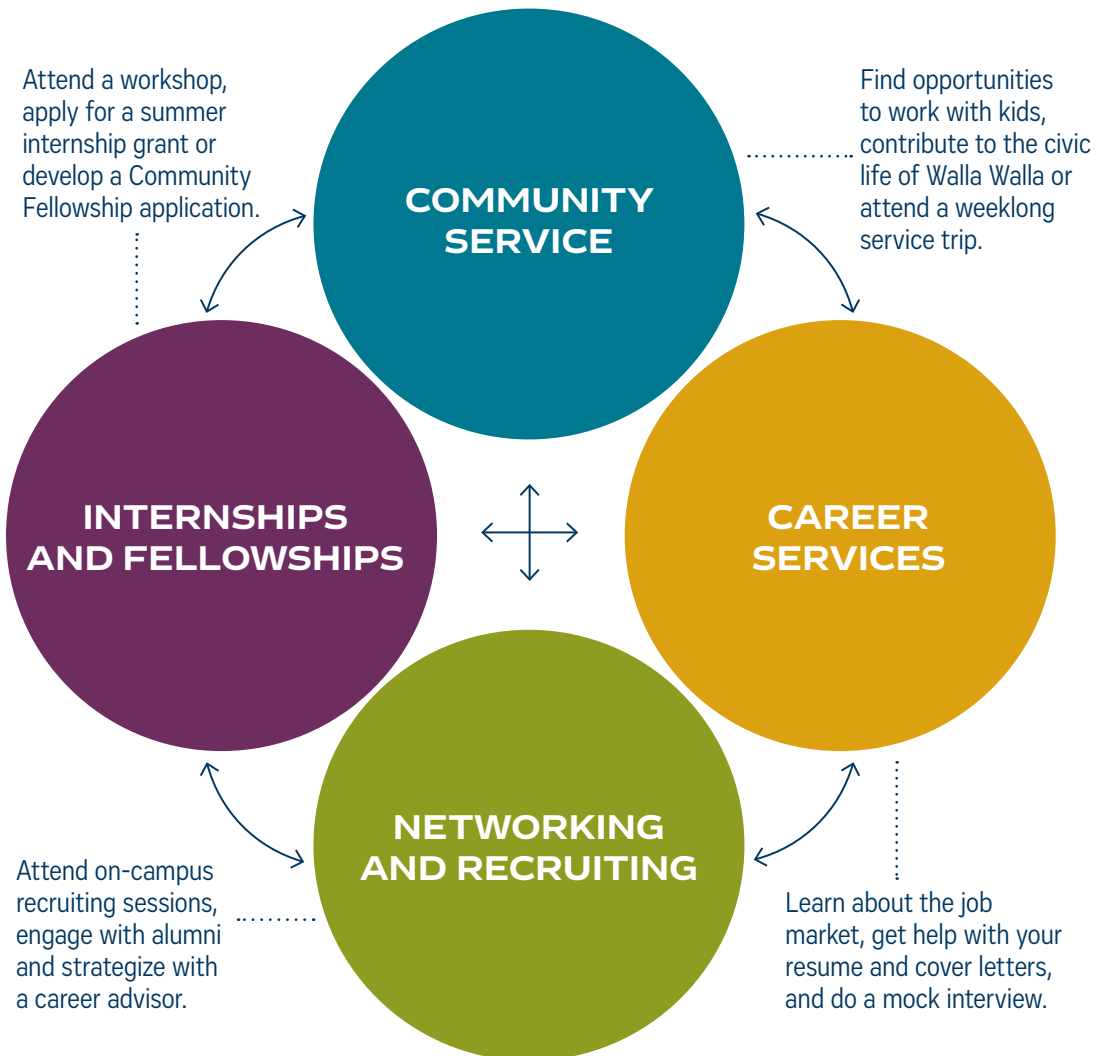 Attend a workshop,
apply for a summer
internship grant or
develop a Community
Fellowship application.
COMMUNITY
SERVICE
Find opportunities
to work with kids,
contribute to the civic
life of Walla Walla or
attend a weeklong
service trip.
INTERNSHIPS
AND FELLOWSHIPS
CAREER
SERVICES
NETWORKING
AND RECRUITING
Attend on-campus
recruiting sessions,
engage with alumni
and strategize with
a career advisor.
Learn about the job
market, get help with your
resume and cover letters,
and do a mock interview.